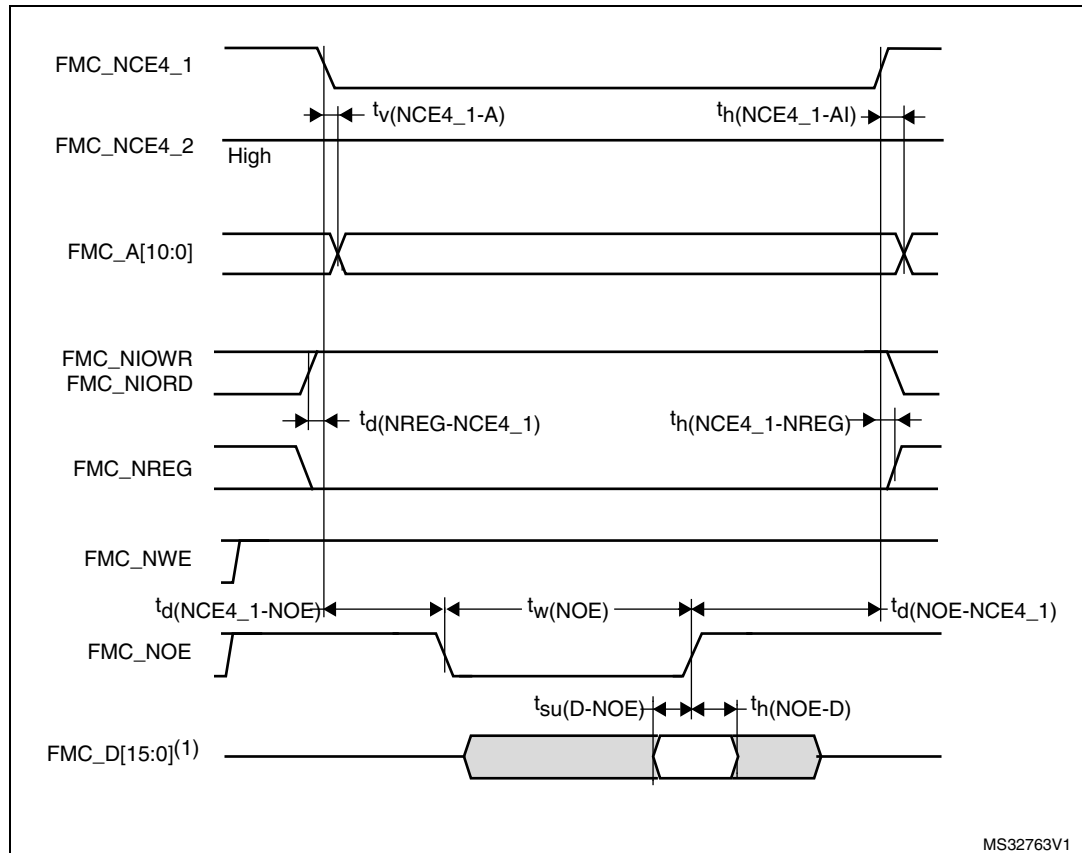 FMC_NCE4_1
tv(NCE4_1-A)
th(NCE4_1-AI)
FMC_NCE4_2
High
FMC_A[10:0]
FMC_NIOWR
FMC_NIORD
td(NREG-NCE4_1)
th(NCE4_1-NREG)
FMC_NREG
FMC_NWE
td(NCE4_1-NOE)
tw(NOE)
td(NOE-NCE4_1)
FMC_NOE
tsu(D-NOE)
th(NOE-D)
FMC_D[15:0](1)
MS32763V1